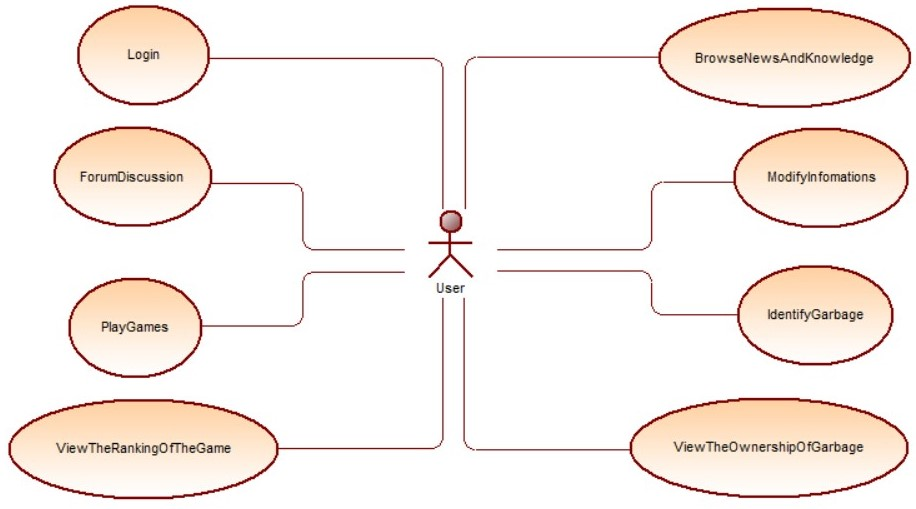 Login
BrowseNewsAndKnowledge
ForumDiscussion
ModifyInfomations
User
PlayGames
IdentifyGarbage
ViewTheRankingOfTheGame
ViewTheOwnershipOfGarbage